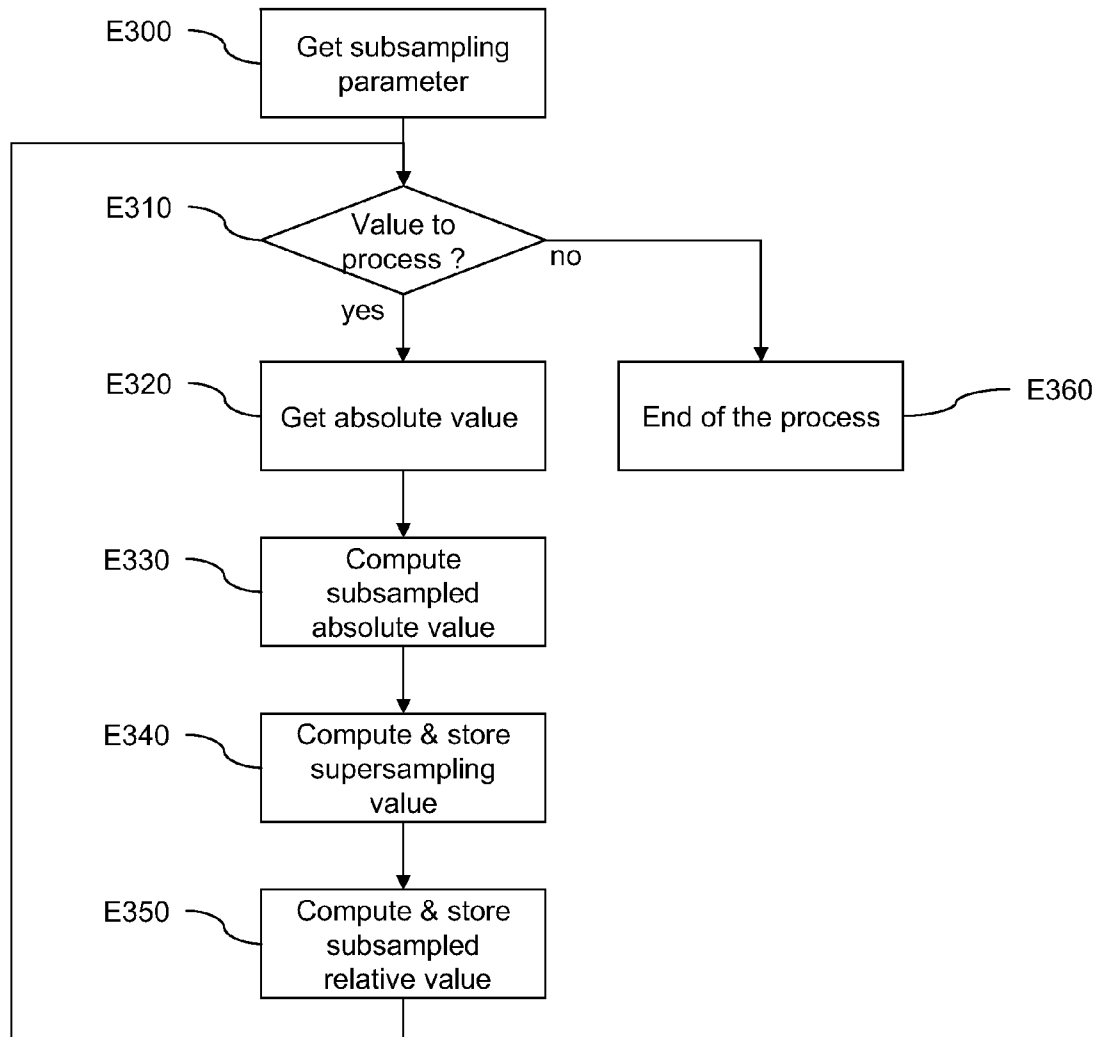 E300
Get subsampling
parameter
E310
Value to
process ?
no
yes
E320
Get absolute value
End of the process
E360
E330
Compute
subsampled
absolute value
E340
Compute & store
supersampling
value
E350
Compute & store
subsampled
relative value